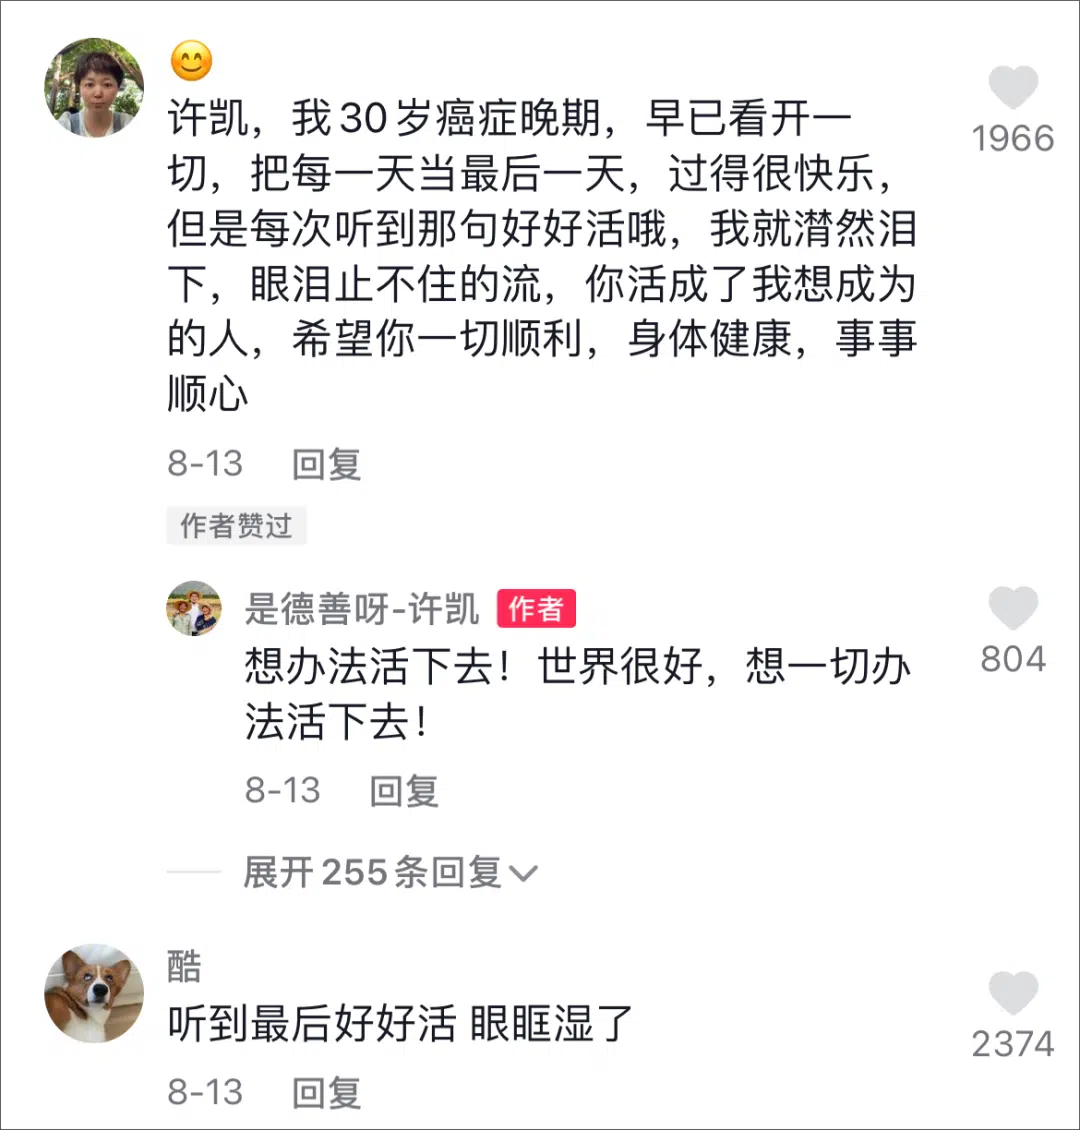 😊
许凯，我30岁癌症晚期，早已看开一
切，把每一天当最后一天，过得很快乐，
但是每次听到那句好好活哦，我就潸然泪
下，眼泪止不住的流，你活成了我想成为
的人，希望你一切顺利，身体健康，事事
顺心
1966
8-13 回复
作者赞过
是德善呀-许凯 作者
想办法活下去！世界很好，想一切办
法活下去！
804
8-13 回复
展开255条回复
酷
听到最后好好活 眼眶湿了
2374
8-13 回复